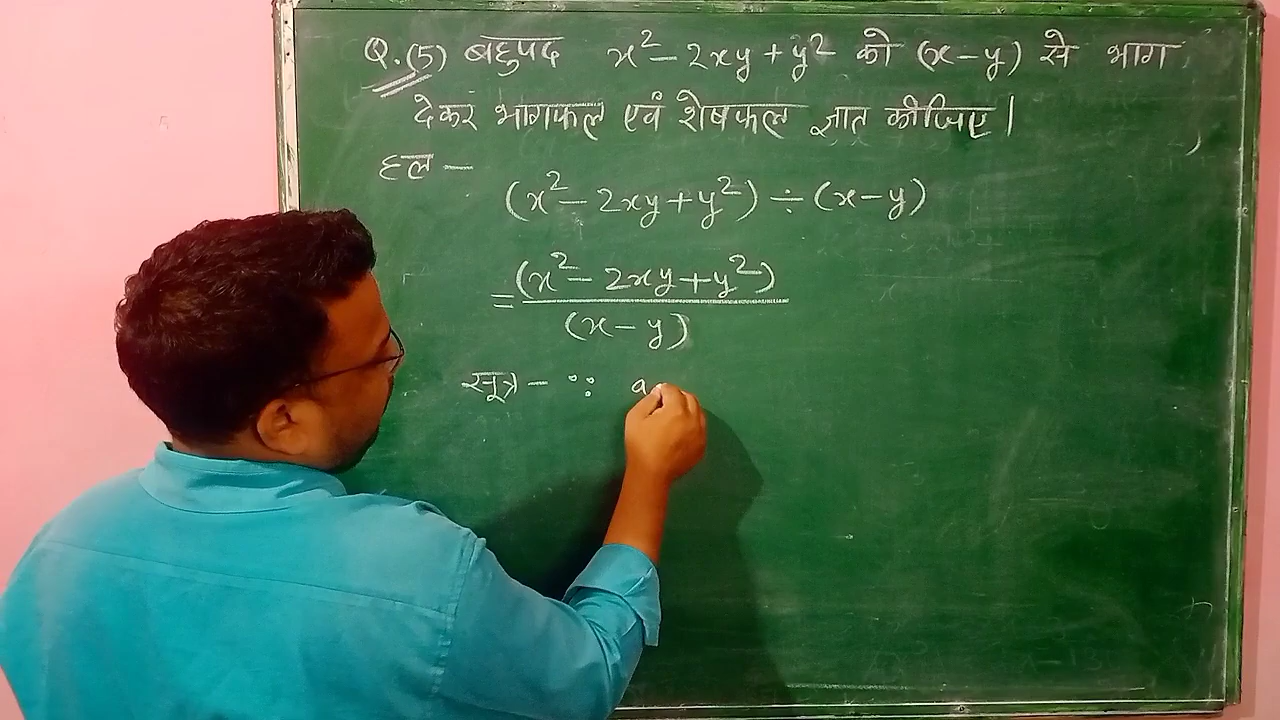 Q.(5) बहुपद x² - 2xy + y² को (x - y) से भाग
देकर भागफल एवं शेषफल ज्ञात कीजिए।
हल -
(x² - 2xy + y²) ÷ (x - y)
= (x² - 2xy + y²)
(x - y)
सूत्र - ∵ a